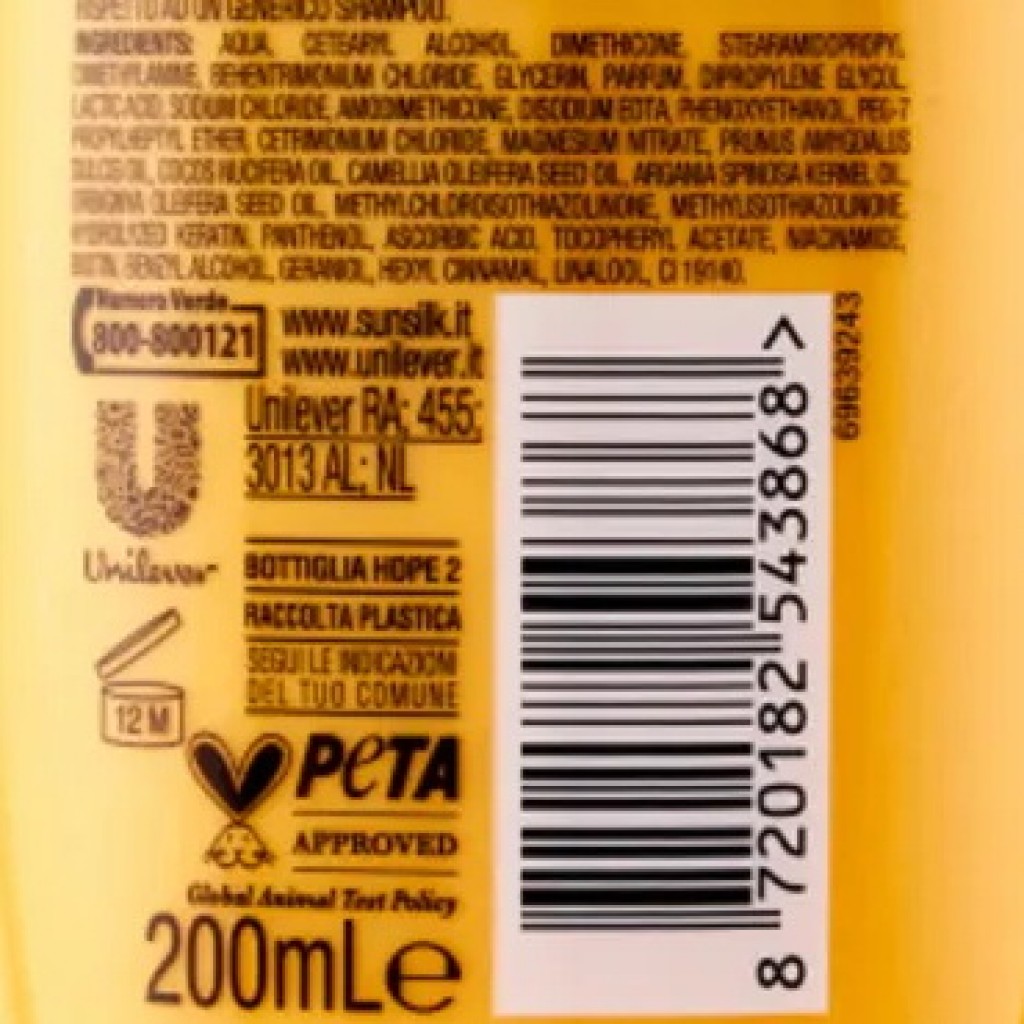 RISPETTO AD UN GENERICO SHAMPOO.
INGREDIENTS: AQUA, CETEARYL ALCOHOL, DIMETHICONE, STEARAMIDOPROPYL
DIMETHYLAMINE, BEHENTRIMONIUM CHLORIDE, GLYCERIN, PARFUM, DIPROPYLENE GLYCOL,
LACTIC ACID, SODIUM CHLORIDE, AMODIMETHICONE, DISODIUM EDTA, PHENOXYETHANOL, PEG-7
PROPYLHEPTYL ETHER, CETRIMONIUM CHLORIDE, MAGNESIUM NITRATE, PRUNUS AMYGDALUS
DULCIS OIL, COCOS NUCIFERA OIL, CAMELLIA OLEIFERA SEED OIL, ARGANIA SPINOSA KERNEL OIL,
ORBIGNYA OLEIFERA SEED OIL, METHYLCHLOROISOTHIAZOLINONE, METHYLISOTHIAZOLINONE,
HYDROLYZED KERATIN, PANTHENOL, ASCORBIC ACID, TOCOPHERYL ACETATE, NIACINAMIDE,
BIOTIN, BENZYL ALCOHOL, GERANIOL, HEXYL CINNAMAL, LINALOOL, CI 19140.
Numero Verde
800-800121
www.sunsilk.it
www.unilever.it
Unilever RA; 455;
3013 AL; NL
Unilever
BOTTIGLIA HDPE 2
RACCOLTA PLASTICA
SEGUI LE INDICAZIONI
DEL TUO COMUNE
12 M
PeTA
APPROVED
Global Animal Test Policy
200mLe
8 720182 543868 >
69639243